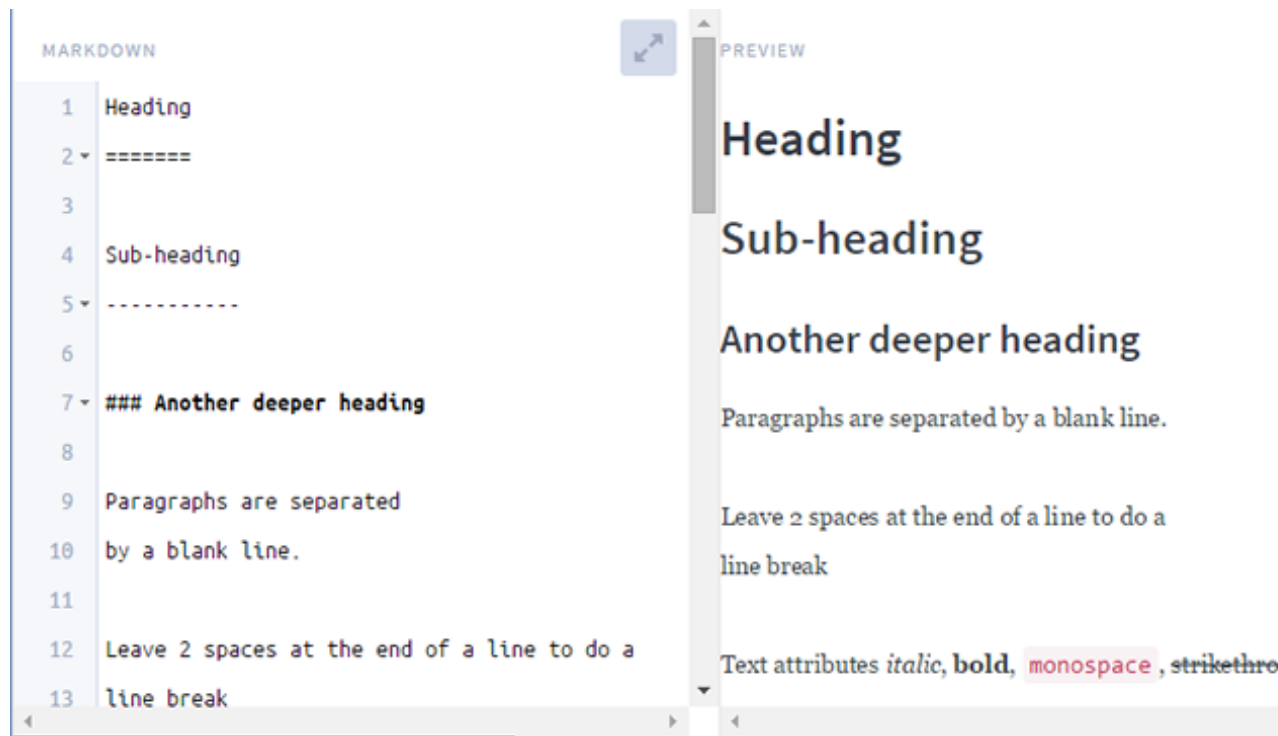 MARKDOWN
1 Heading
2 =======
3
4 Sub-heading
5 -----------
6
7 ### Another deeper heading
8
9 Paragraphs are separated
10 by a blank line.
11
12 Leave 2 spaces at the end of a line to do a
13 line break
PREVIEW
Heading
Sub-heading
Another deeper heading
Paragraphs are separated by a blank line.
Leave 2 spaces at the end of a line to do a
line break
Text attributes italic, bold, monospace, strikethro